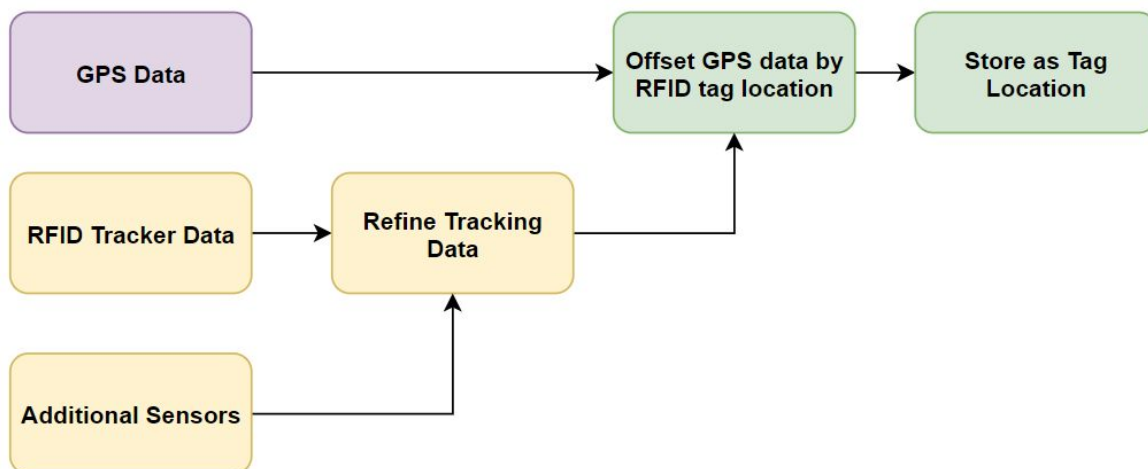 GPS Data
Offset GPS data by
RFID tag location
Store as Tag
Location
RFID Tracker Data
Refine Tracking
Data
Additional Sensors